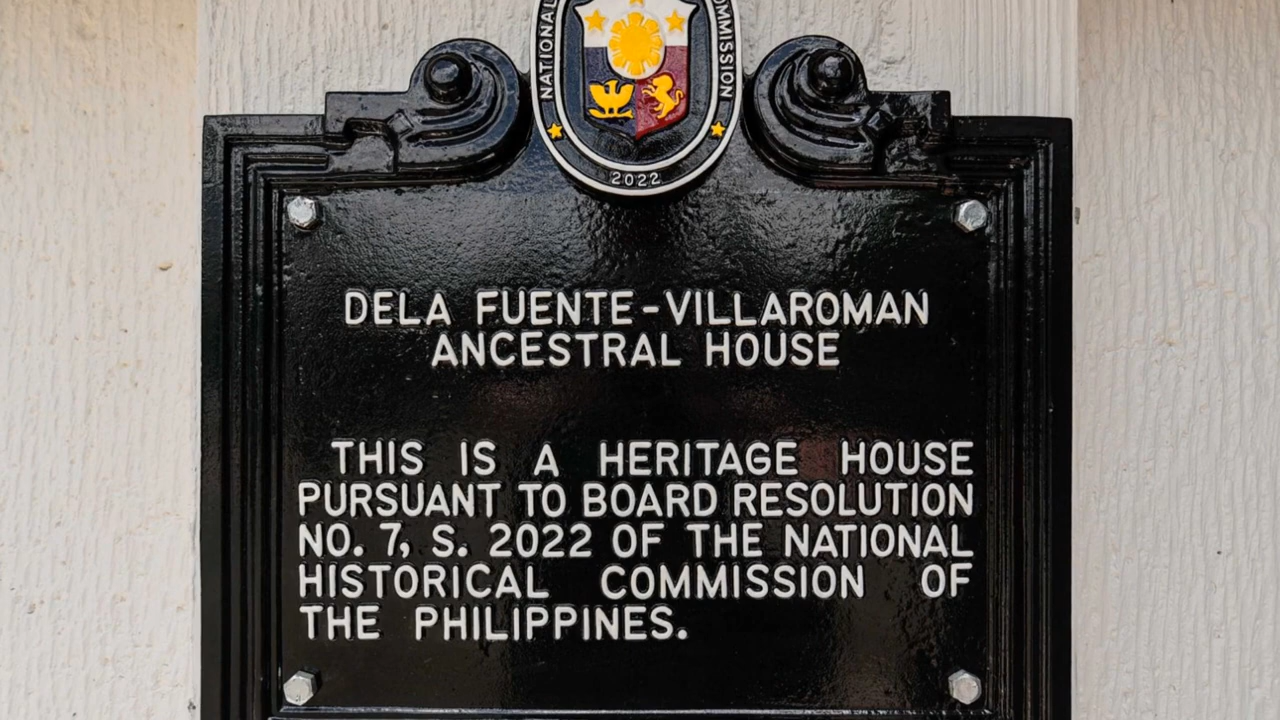 NATIONAL
OMMISSION
2022
DELA FUENTE-VILLAROMAN
ANCESTRAL HOUSE
THIS IS A HERITAGE HOUSE
PURSUANT TO BOARD RESOLUTION
NO. 7, S. 2022 OF THE NATIONAL
HISTORICAL COMMISSION OF
THE PHILIPPINES.